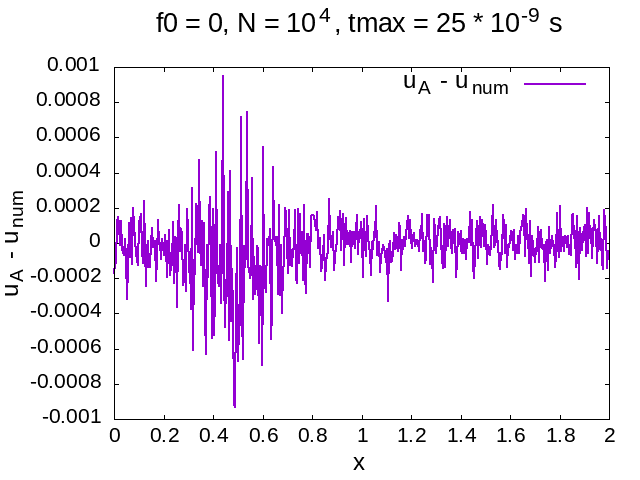 f0 = 0, N = 10^4, tmax = 25 * 10^-9 s
u_A - u_num
0.001
0.0008
0.0006
0.0004
0.0002
0
-0.0002
-0.0004
-0.0006
-0.0008
-0.001
u_A - u_num
0 0.2 0.4 0.6 0.8 1 1.2 1.4 1.6 1.8 2
x